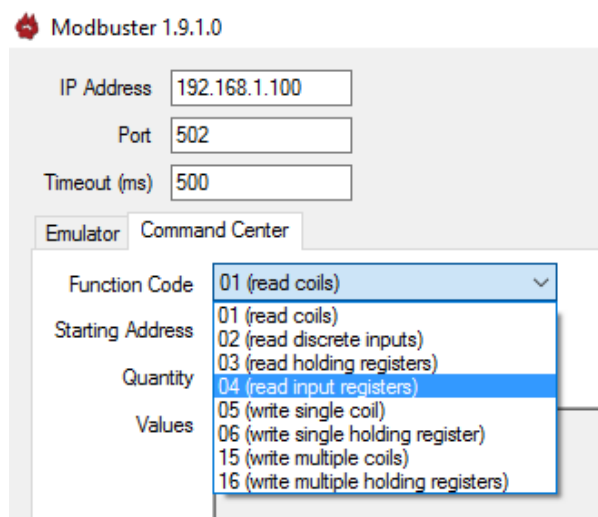 Modbuster 1.9.1.0
IP Address 192.168.1.100
Port 502
Timeout (ms) 500
Emulator Command Center
Function Code 01 (read coils)
01 (read coils)
Starting Address 02 (read discrete inputs)
03 (read holding registers)
Quantity 04 (read input registers)
05 (write single coil)
Values 06 (write single holding register)
15 (write multiple coils)
16 (write multiple holding registers)